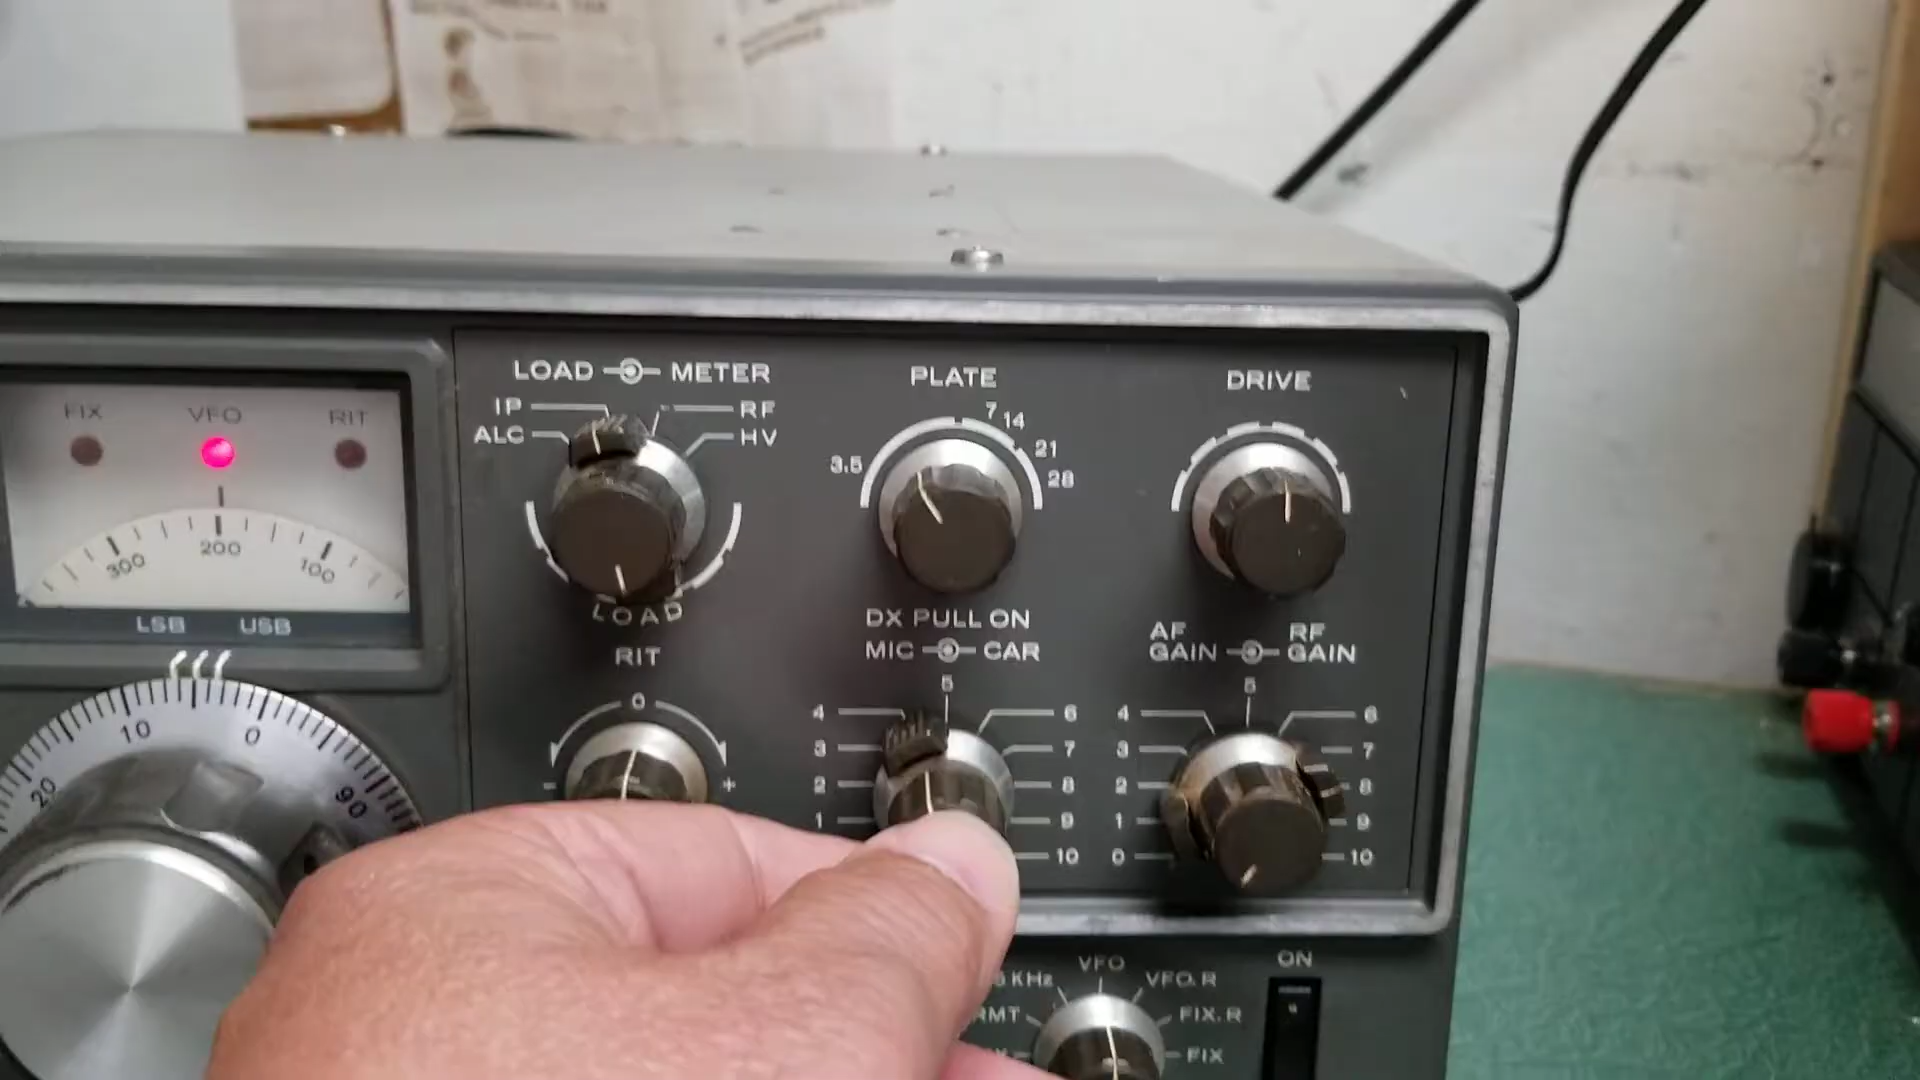 FIX VFO RIT
300 200 100
LSB USB
10 0
20 90
LOAD METER
IP RF
ALC HV
LOAD
PLATE
3.5 7 14 21 28
DRIVE
RIT
0
- +
DX PULL ON
MIC CAR
5
4 6
3 7
2 8
1 9
10
AF GAIN RF GAIN
5
4 6
3 7
2 8
1 9
0 10
KHz VFO VFO.R
FIX.R
FIX
ON